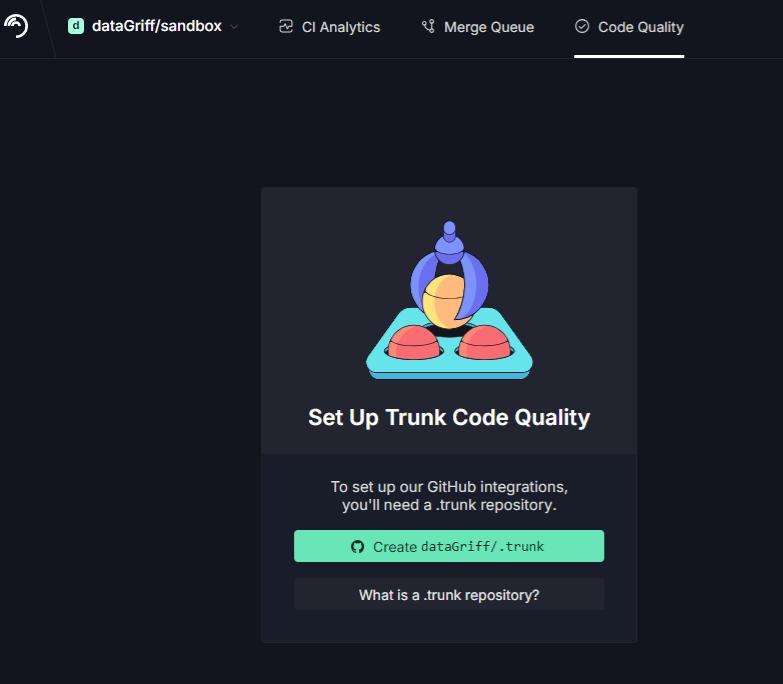 d dataGriff/sandbox CI Analytics Merge Queue Code Quality
Set Up Trunk Code Quality
To set up our GitHub integrations,
you'll need a .trunk repository.
Create dataGriff/.trunk
What is a .trunk repository?